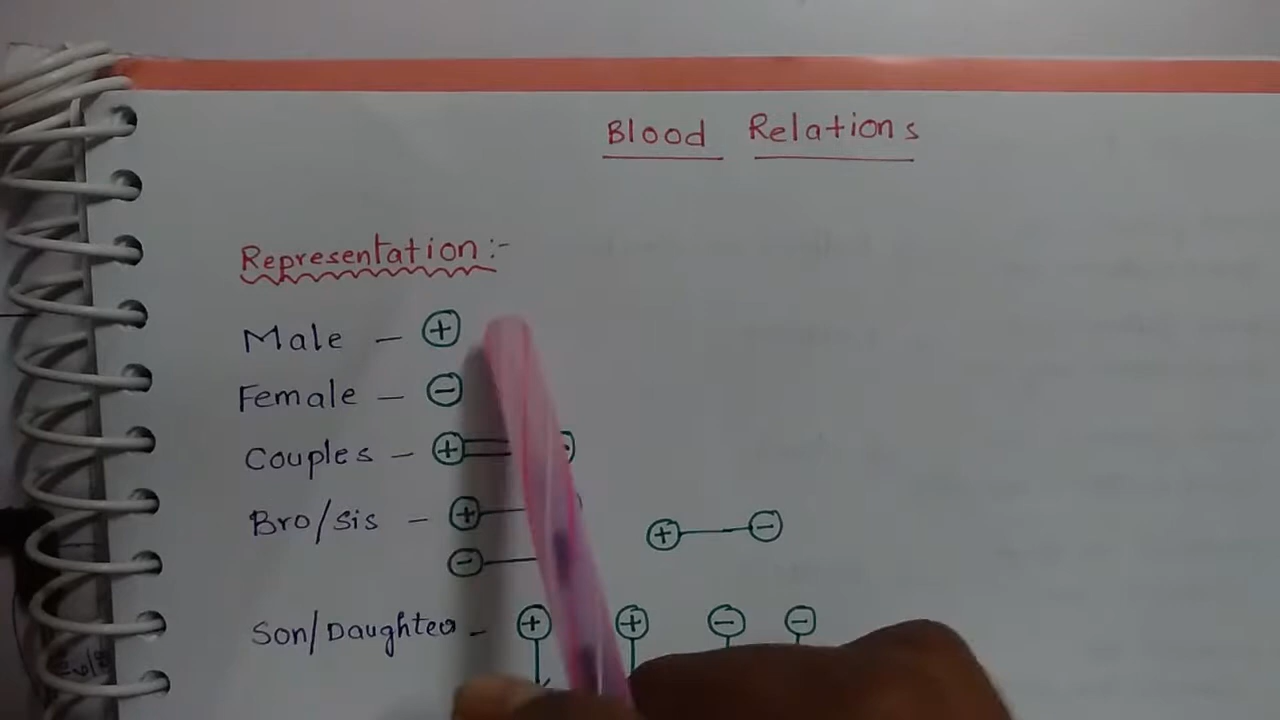 Blood Relations
Representation :-
Male - ⊕
Female - ⊖
Couples - ⊕
Bro/sis - ⊕ ⊕—⊖
⊖
Son/Daughter - ⊕ ⊕ ⊖ ⊖